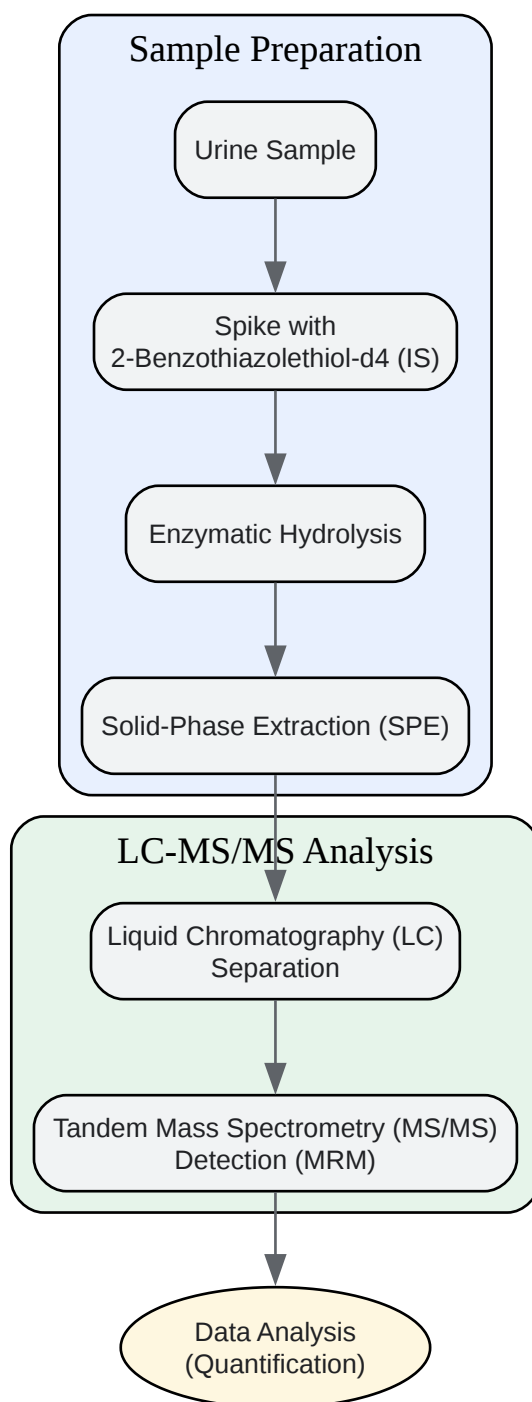 Sample Preparation
Urine Sample
Spike with
2-Benzothiazolethiol-d4 (IS)
Enzymatic Hydrolysis
Solid-Phase Extraction (SPE)
LC-MS/MS Analysis
Liquid Chromatography (LC)
Separation
Tandem Mass Spectrometry (MS/MS)
Detection (MRM)
Data Analysis
(Quantification)